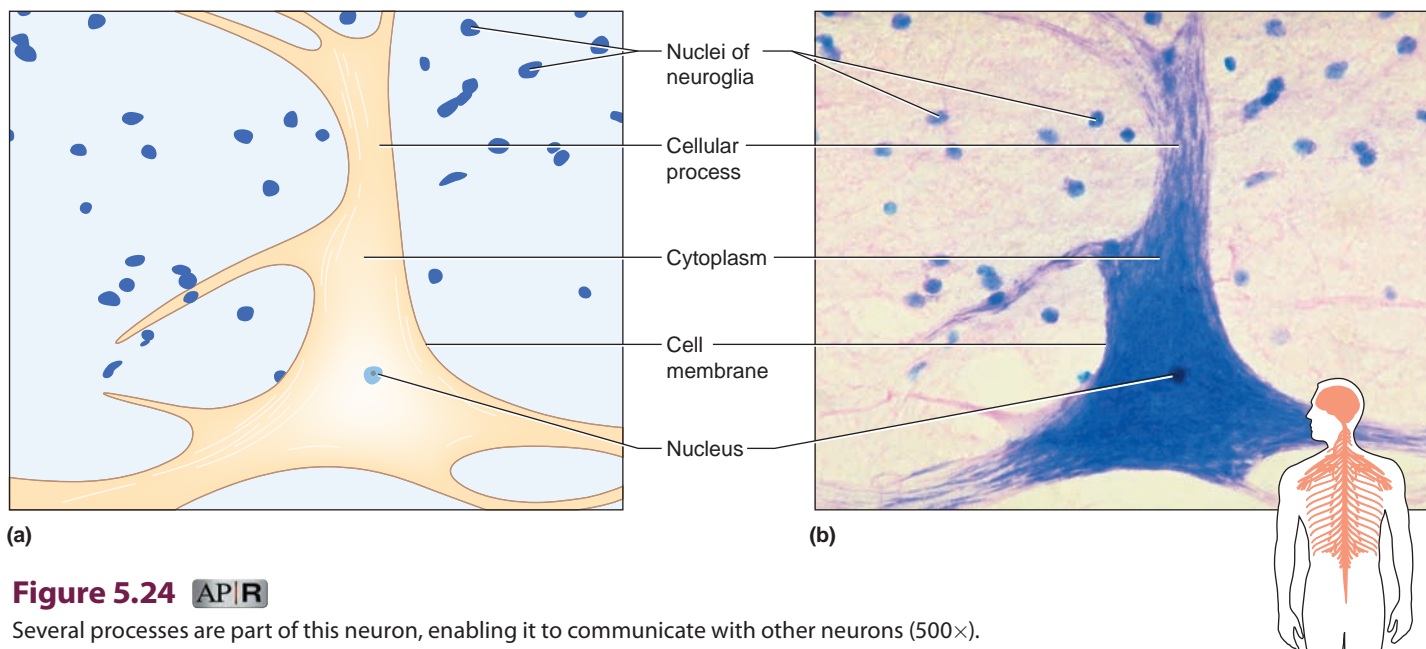 Nuclei of
neuroglia
Cellular
process
Cytoplasm
Cell
membrane
Nucleus
(a)
(b)
Figure 5.24 AP|R
Several processes are part of this neuron, enabling it to communicate with other neurons (500×).